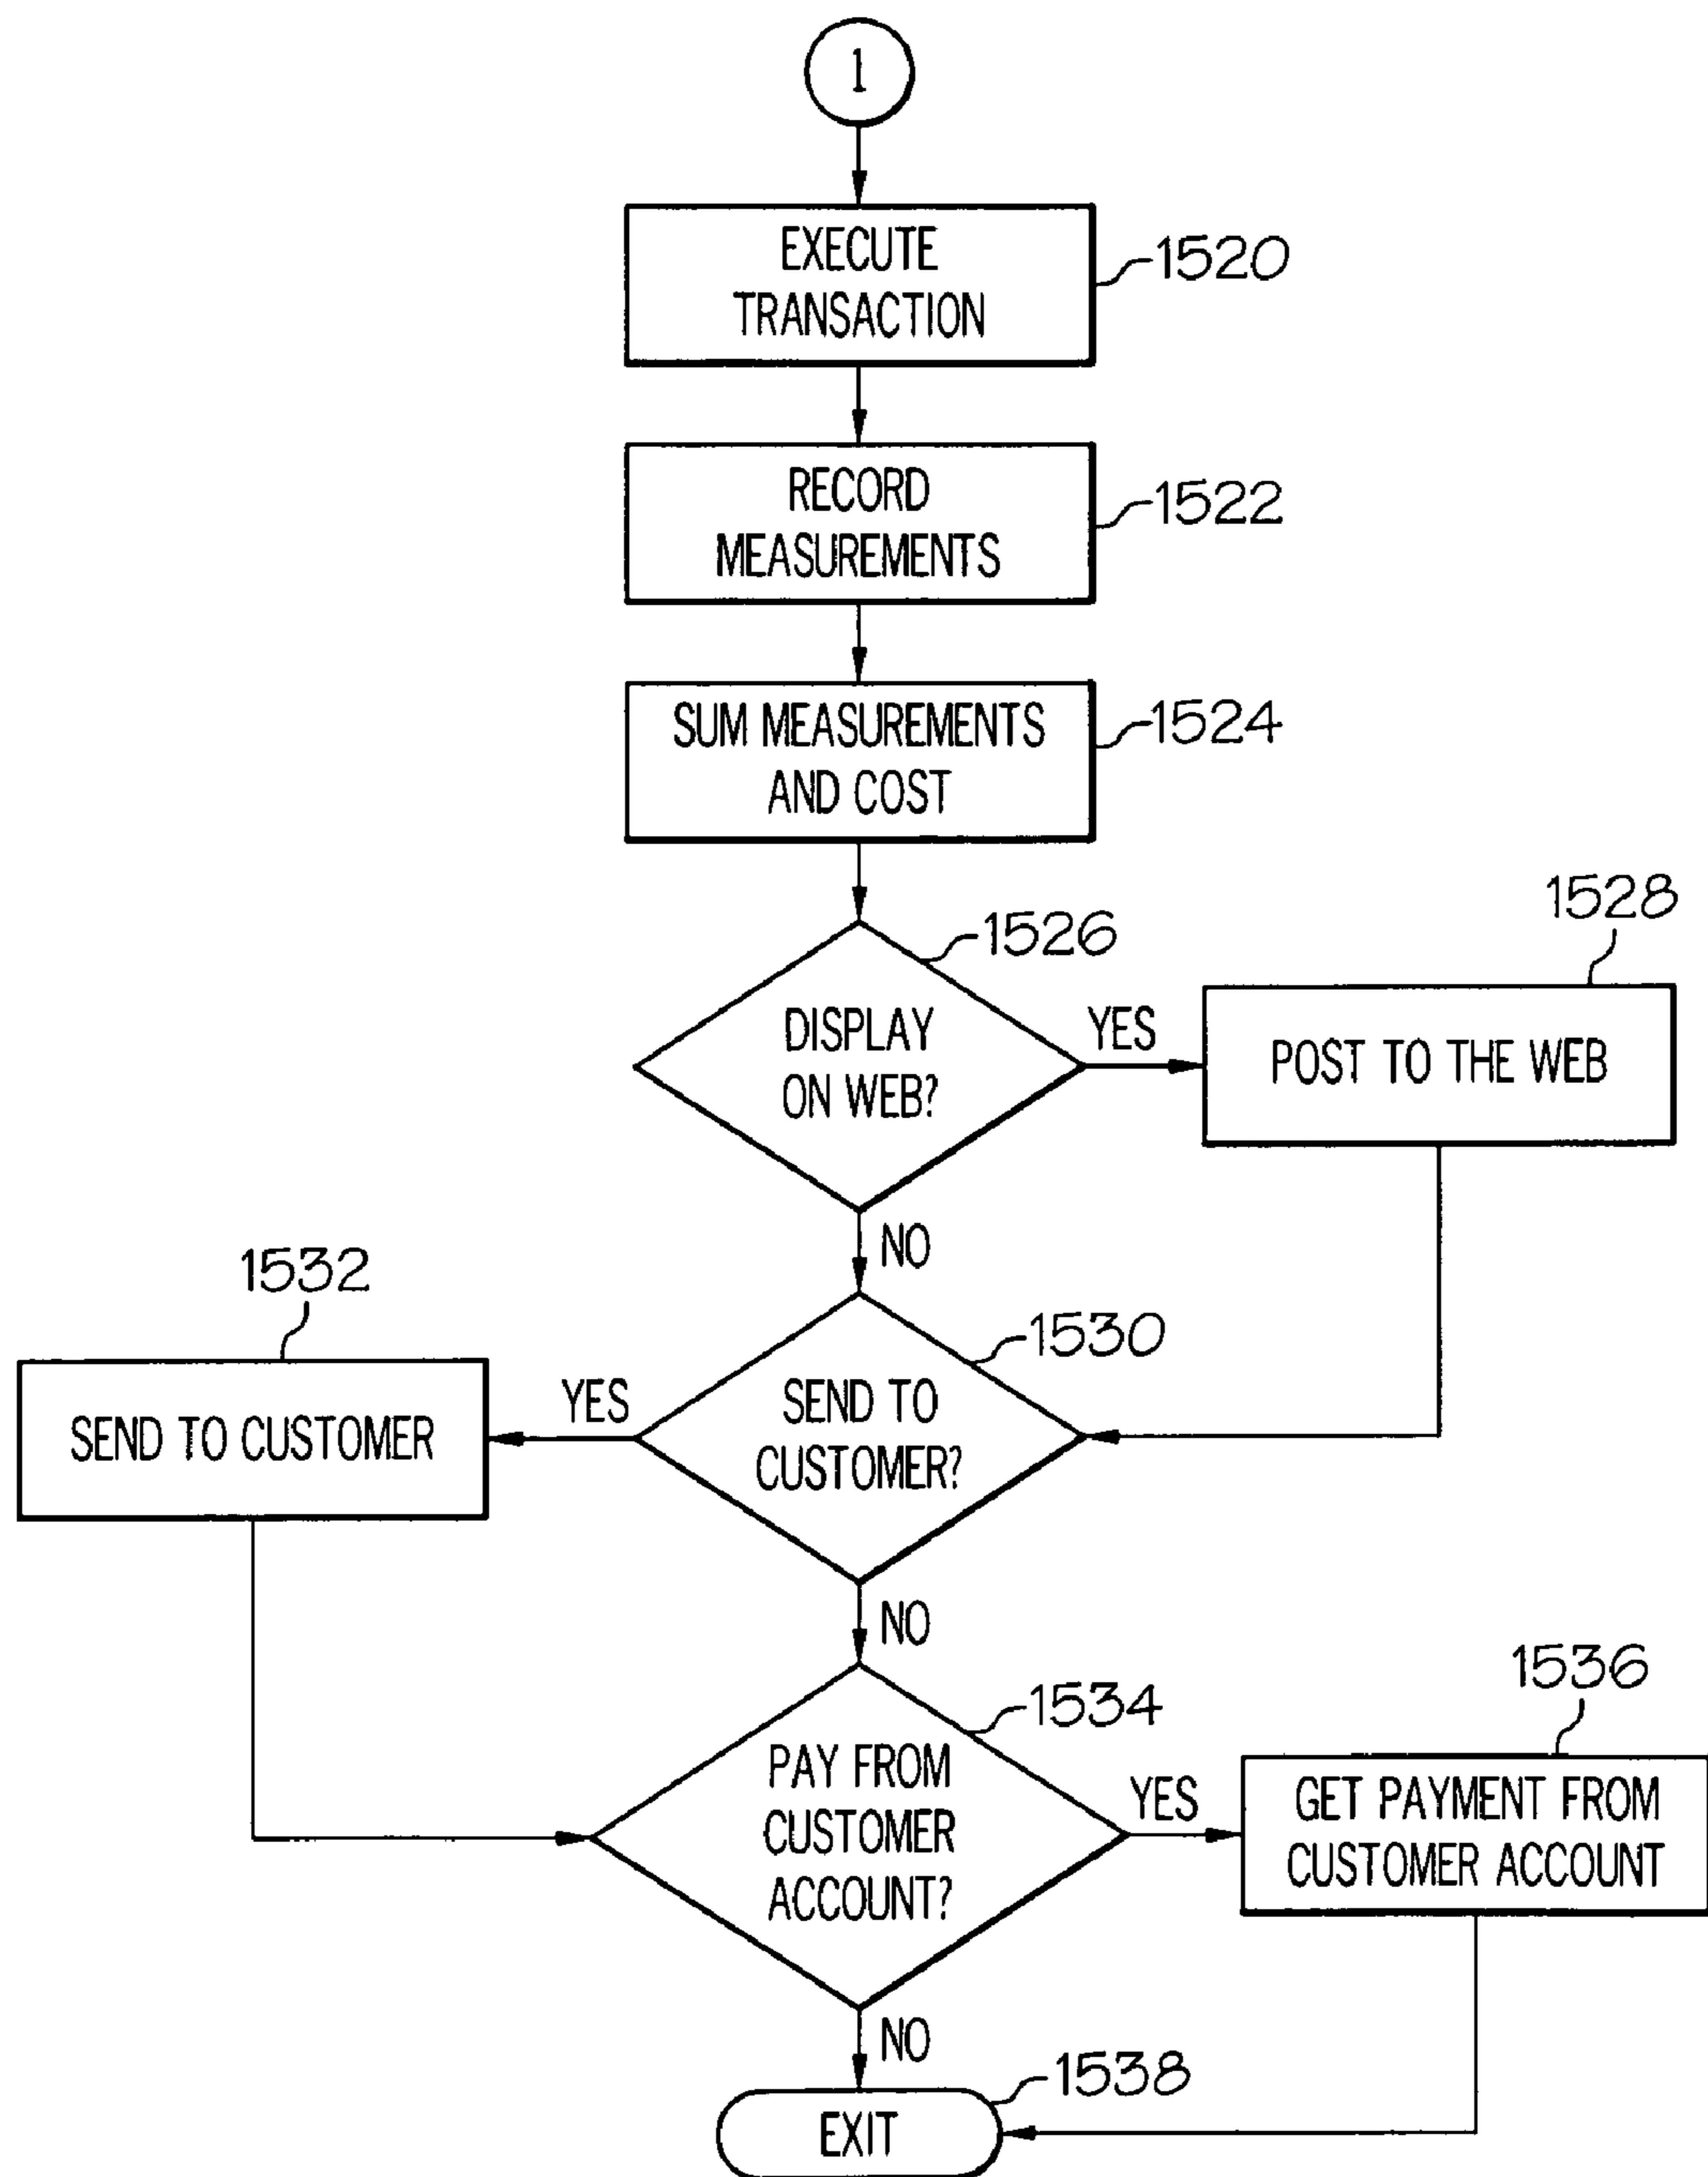 1
EXECUTE
TRANSACTION
1520
RECORD
MEASUREMENTS
1522
SUM MEASUREMENTS
AND COST
1524
1526
DISPLAY
ON WEB?
YES
1528
POST TO THE WEB
NO
1530
SEND TO
CUSTOMER?
YES
1532
SEND TO CUSTOMER
NO
1534
PAY FROM
CUSTOMER
ACCOUNT?
YES
1536
GET PAYMENT FROM
CUSTOMER ACCOUNT
NO
1538
EXIT